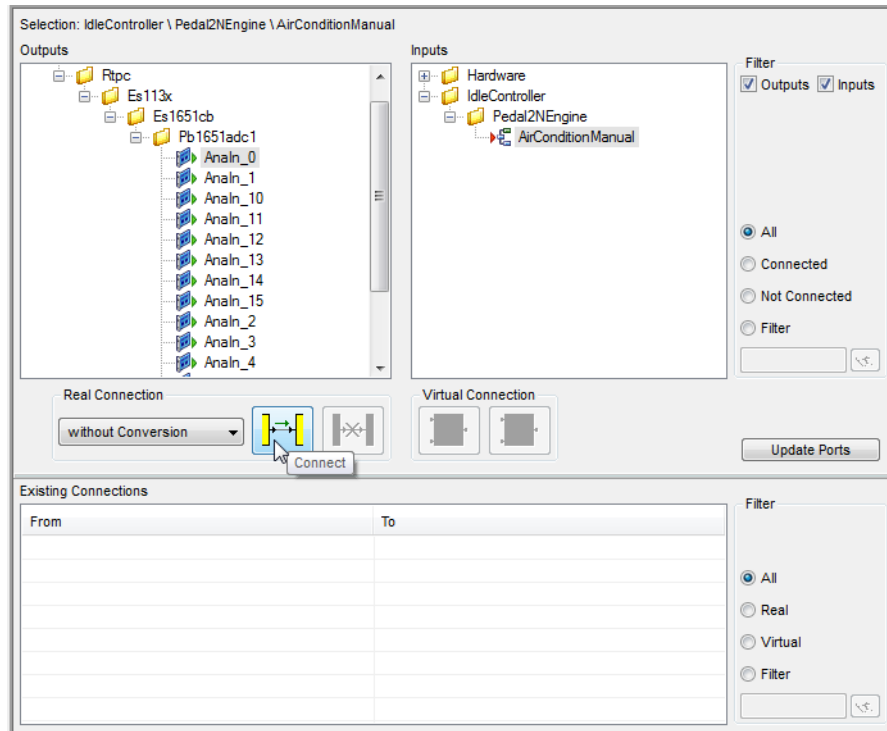 Selection: IdleController \ Pedal2NEngine \ AirConditionManual
Outputs
Rtpc
Es113x
Es1651cb
Pb1651adc1
AnaIn_0
AnaIn_1
AnaIn_10
AnaIn_11
AnaIn_12
AnaIn_13
AnaIn_14
AnaIn_15
AnaIn_2
AnaIn_3
AnaIn_4
Inputs
Hardware
IdleController
Pedal2NEngine
AirConditionManual
Filter
Outputs Inputs
All
Connected
Not Connected
Filter
Real Connection
without Conversion
Connect
Virtual Connection
Update Ports
Existing Connections
From To
Filter
All
Real
Virtual
Filter